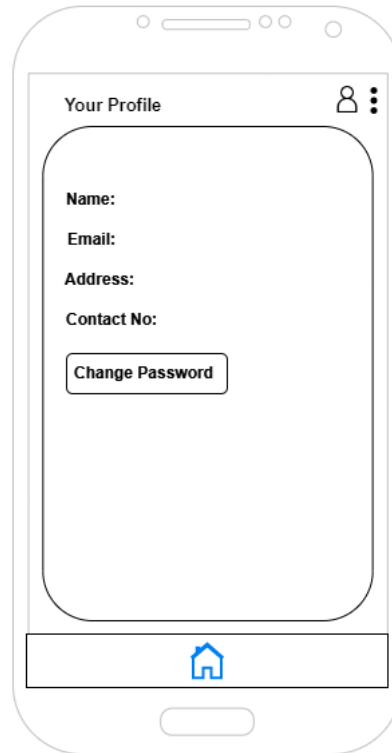 Your Profile
Name:
Email:
Address:
Contact No:
Change Password